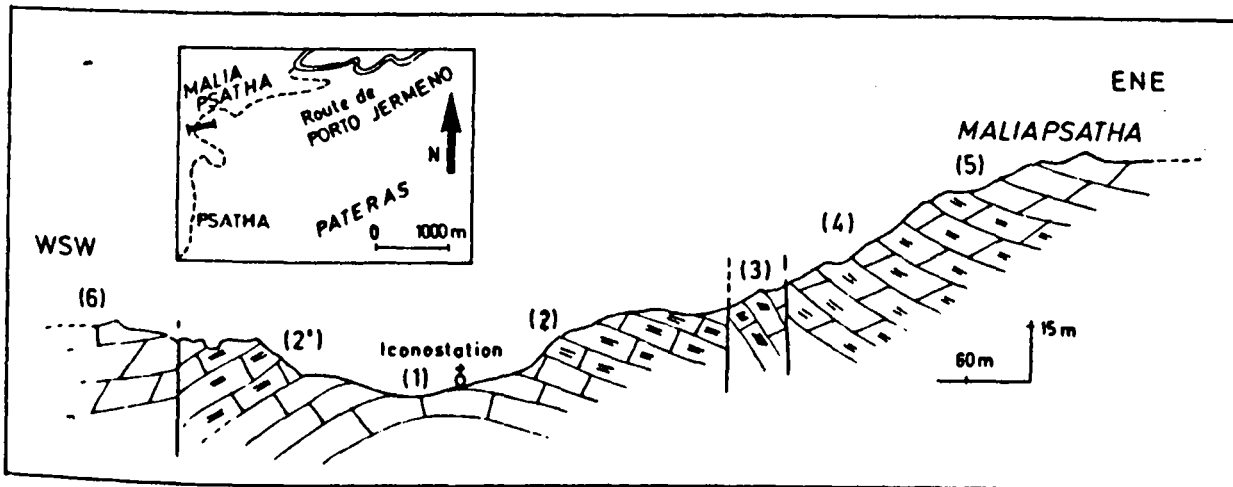 MALIA
PSATHA
Route de
PORTO JERMENO
N
PSATHA
PATERAS
0 1000 m
ENE
MALIAPSATHA
(5)
(4)
WSW
(3)
(6)
(2)
(2')
Iconostation
(1)
15 m
60 m